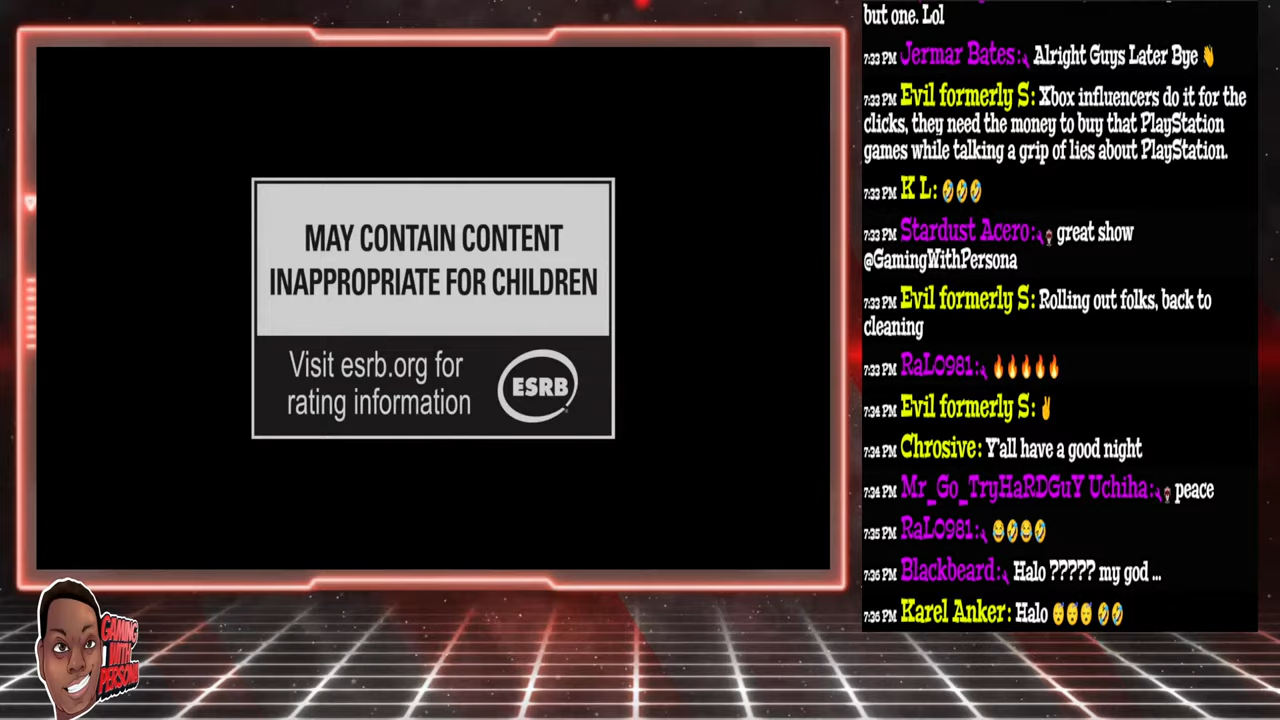 MAY CONTAIN CONTENT
INAPPROPRIATE FOR CHILDREN
Visit esrb.org for
rating information
ESRB
GAMING
WITH
PERSONA
but one. Lol
7:33 PM Jermar Bates: Alright Guys Later Bye 👋
7:33 PM Evil formerly S: Xbox influencers do it for the
clicks, they need the money to buy that PlayStation
games while talking a grip of lies about PlayStation.
7:33 PM K L: 🤣🤣🤣
7:33 PM Stardust Acero: great show
@GamingWithPersona
7:33 PM Evil formerly S: Rolling out folks, back to
cleaning
7:33 PM RaLo981: 🔥🔥🔥🔥🔥
7:34 PM Evil formerly S: ✌
7:34 PM Chrosive: Y'all have a good night
7:34 PM Mr_Go_TryHaRDGuY Uchiha: peace
7:35 PM RaLo981: 😂🤣😂🤣
7:36 PM Blackbeard: Halo ????? my god ...
7:36 PM Karel Anker: Halo 😴😴😴 🤣🤣